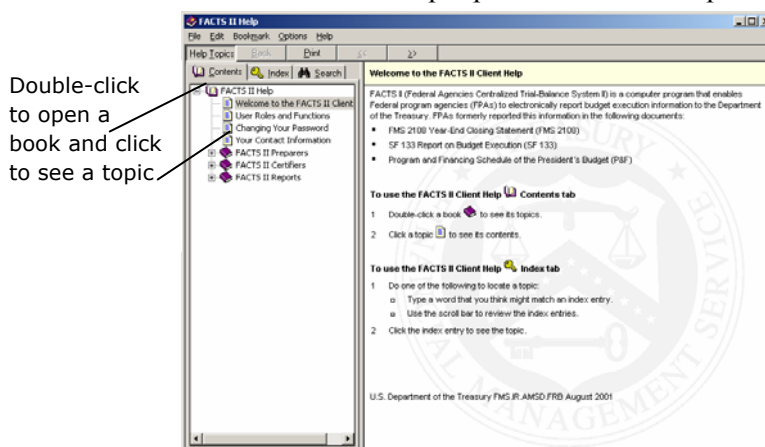 FACTS II Help
File Edit Bookmark Options Help
Help Topics Back Print << >>
Contents Index Search
Double-click
to open a
book and click
to see a topic
FACTS II Help
Welcome to the FACTS II Client
User Roles and Functions
Changing Your Password
Your Contact Information
FACTS II Preparers
FACTS II Certifiers
FACTS II Reports
Welcome to the FACTS II Client Help
FACTS II (Federal Agencies Centralized Trial-Balance System II) is a computer program that enables
Federal program agencies (FPAs) to electronically report budget execution information to the Department
of the Treasury. FPAs formerly reported this information in the following documents:
▪ FMS 2108 Year-End Closing Statement (FMS 2108)
▪ SF 133 Report on Budget Execution (SF 133)
▪ Program and Financing Schedule of the President's Budget (P&F)
To use the FACTS II Client Help Contents tab
1 Double-click a book to see its topics.
2 Click a topic to see its contents.
To use the FACTS II Client Help Index tab
1 Do one of the following to locate a topic:
Type a word that you think might match an index entry.
Use the scroll bar to review the index entries.
2 Click the index entry to see the topic.
U.S. Department of the Treasury FMS.IR.AMSD.FRB August 2001